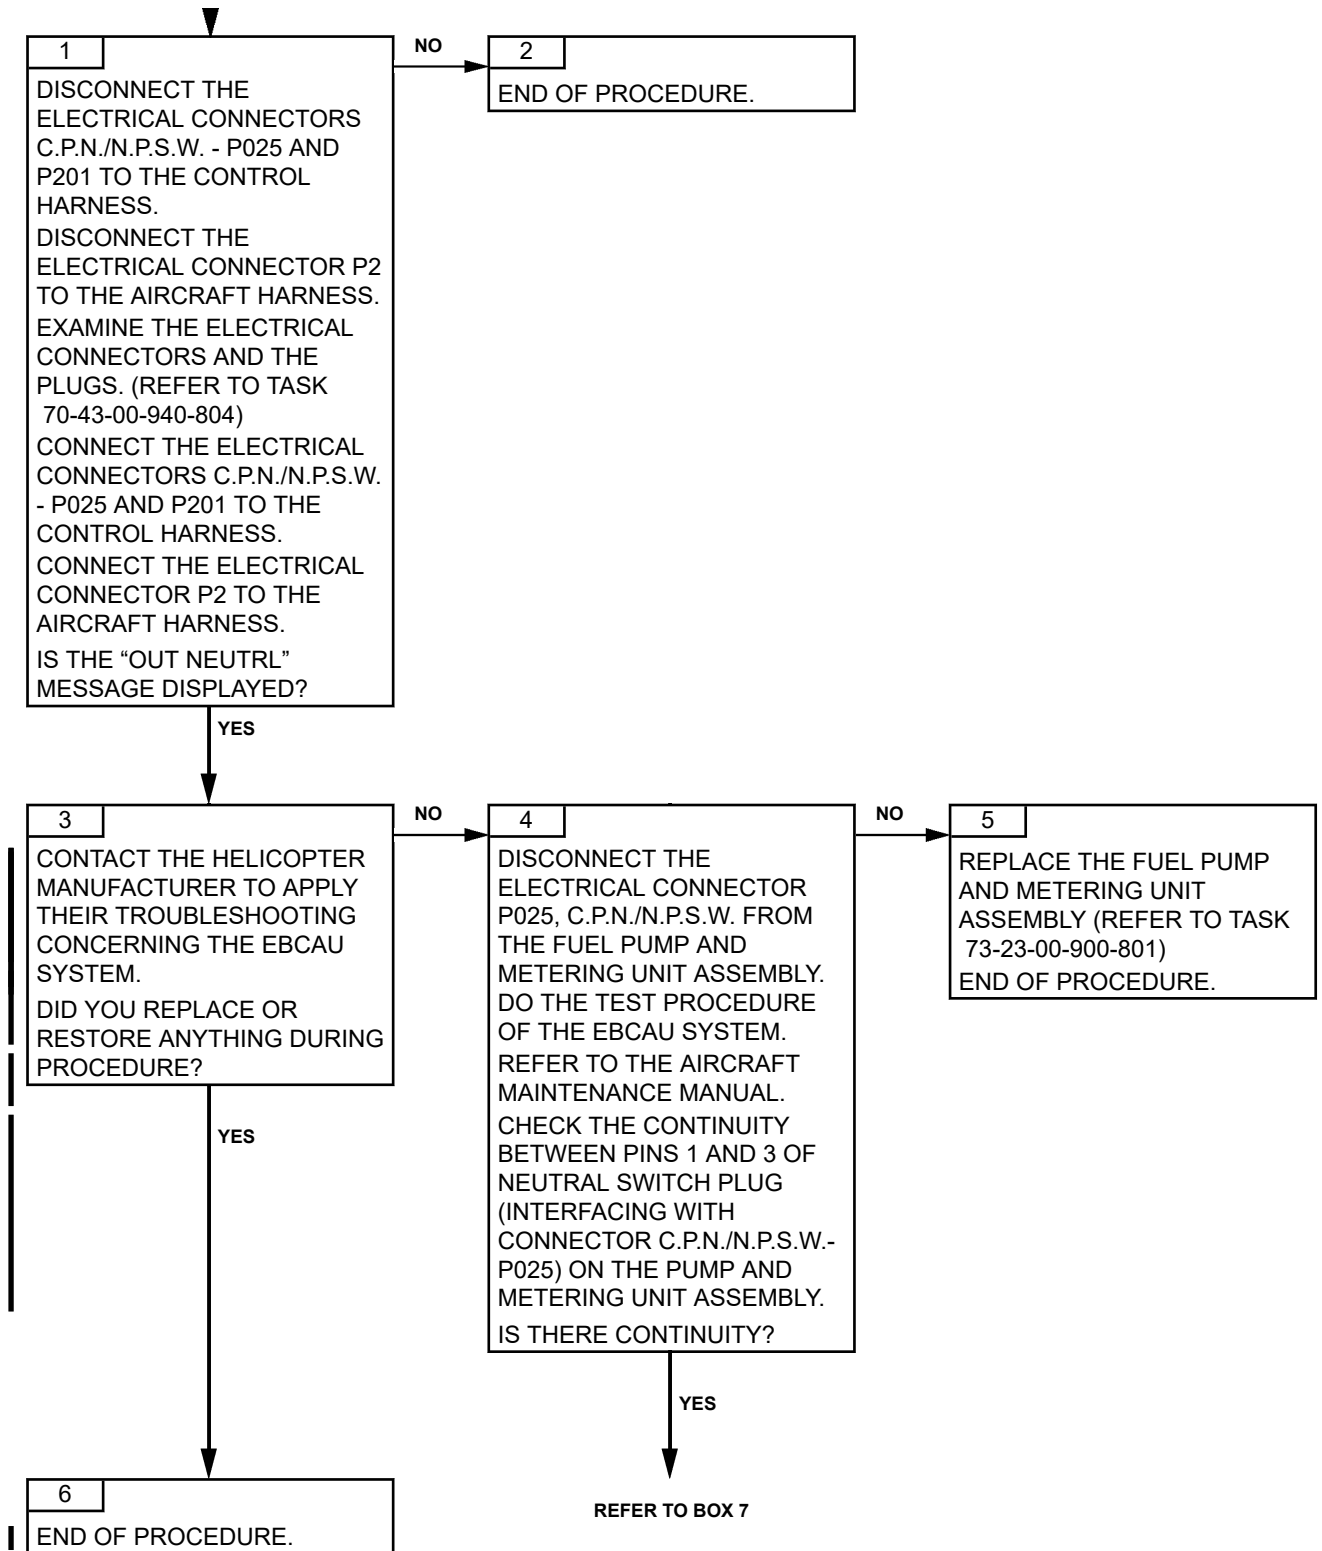 1
DISCONNECT THE
ELECTRICAL CONNECTORS
C.P.N./N.P.S.W. - P025 AND
P201 TO THE CONTROL
HARNESS.
DISCONNECT THE
ELECTRICAL CONNECTOR P2
TO THE AIRCRAFT HARNESS.
EXAMINE THE ELECTRICAL
CONNECTORS AND THE
PLUGS. (REFER TO TASK
70-43-00-940-804)
CONNECT THE ELECTRICAL
CONNECTORS C.P.N./N.P.S.W.
- P025 AND P201 TO THE
CONTROL HARNESS.
CONNECT THE ELECTRICAL
CONNECTOR P2 TO THE
AIRCRAFT HARNESS.
IS THE “OUT NEUTRL”
MESSAGE DISPLAYED?
NO
2
END OF PROCEDURE.
YES
3
CONTACT THE HELICOPTER
MANUFACTURER TO APPLY
THEIR TROUBLESHOOTING
CONCERNING THE EBCAU
SYSTEM.
DID YOU REPLACE OR
RESTORE ANYTHING DURING
PROCEDURE?
NO
4
DISCONNECT THE
ELECTRICAL CONNECTOR
P025, C.P.N./N.P.S.W. FROM
THE FUEL PUMP AND
METERING UNIT ASSEMBLY.
DO THE TEST PROCEDURE
OF THE EBCAU SYSTEM.
REFER TO THE AIRCRAFT
MAINTENANCE MANUAL.
CHECK THE CONTINUITY
BETWEEN PINS 1 AND 3 OF
NEUTRAL SWITCH PLUG
(INTERFACING WITH
CONNECTOR C.P.N./N.P.S.W.-
P025) ON THE PUMP AND
METERING UNIT ASSEMBLY.
IS THERE CONTINUITY?
NO
5
REPLACE THE FUEL PUMP
AND METERING UNIT
ASSEMBLY (REFER TO TASK
73-23-00-900-801)
END OF PROCEDURE.
YES
YES
6
END OF PROCEDURE.
REFER TO BOX 7